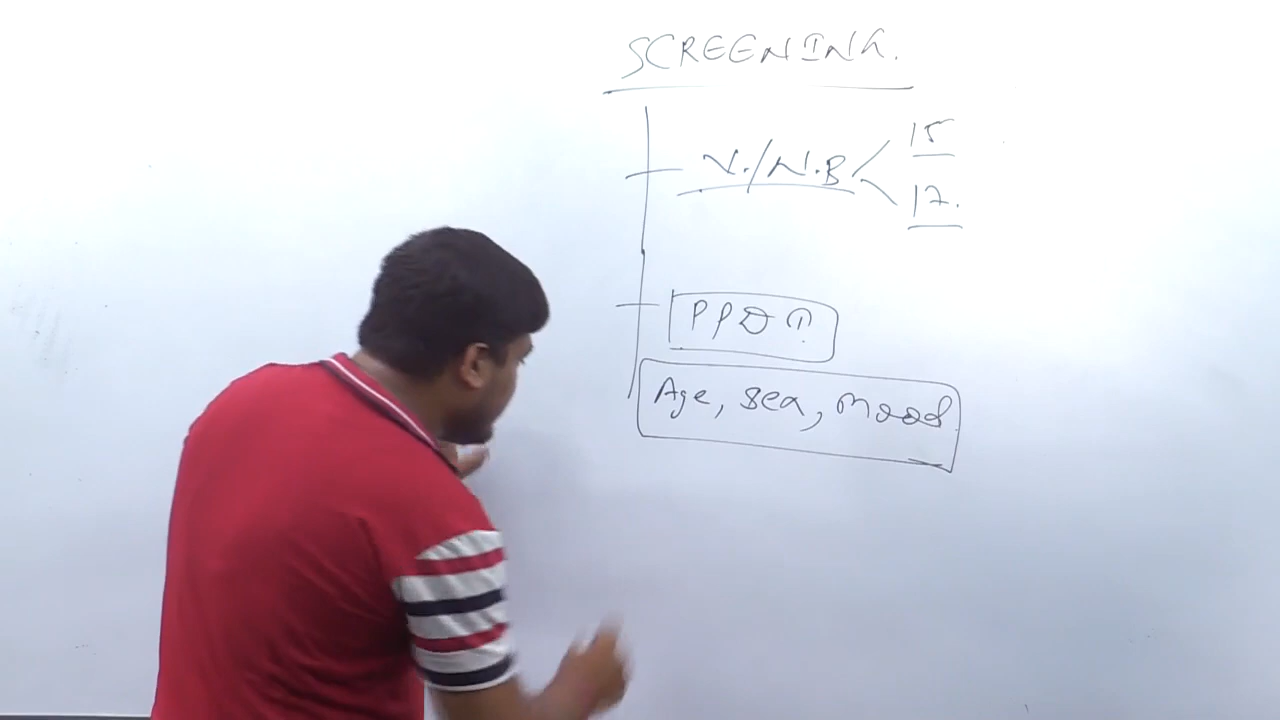 SCREENING.
V./N.V.B. 15
17.
PPDT
Age, Sex, Mood